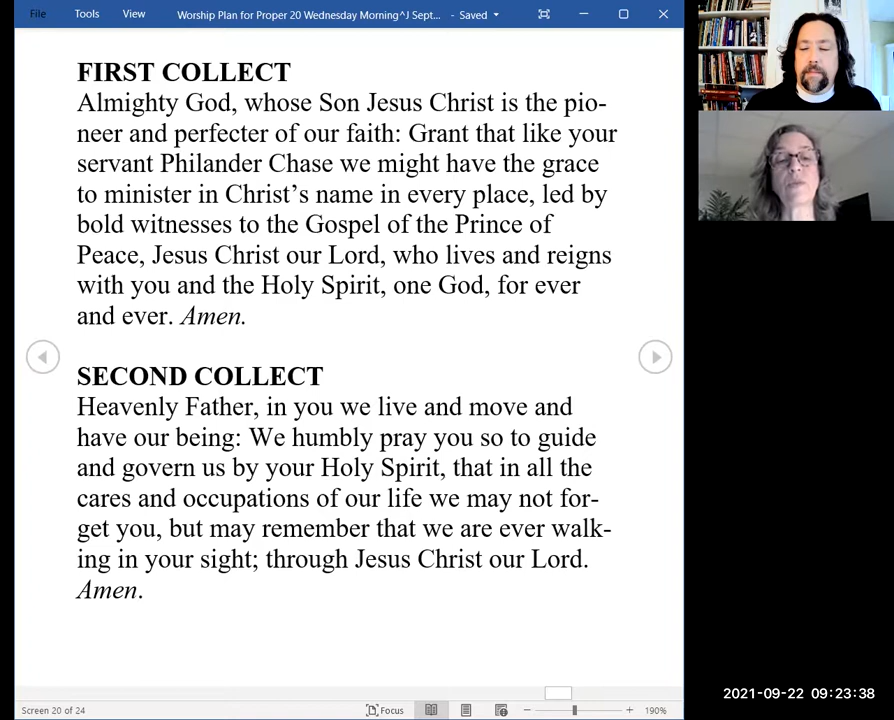 File Tools View Worship Plan for Proper 20 Wednesday Morning^J Sept... - Saved
FIRST COLLECT
Almighty God, whose Son Jesus Christ is the pio-
neer and perfecter of our faith: Grant that like your
servant Philander Chase we might have the grace
to minister in Christ’s name in every place, led by
bold witnesses to the Gospel of the Prince of
Peace, Jesus Christ our Lord, who lives and reigns
with you and the Holy Spirit, one God, for ever
and ever. Amen.
SECOND COLLECT
Heavenly Father, in you we live and move and
have our being: We humbly pray you so to guide
and govern us by your Holy Spirit, that in all the
cares and occupations of our life we may not for-
get you, but may remember that we are ever walk-
ing in your sight; through Jesus Christ our Lord.
Amen.
Screen 20 of 24 Focus 190%
2021-09-22 09:23:38